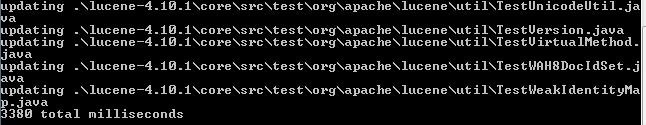 updating .\lucene-4.10.1\core\src\test\org\apache\lucene\util\TestUnicodeUtil.ja
va
updating .\lucene-4.10.1\core\src\test\org\apache\lucene\util\TestVersion.java
updating .\lucene-4.10.1\core\src\test\org\apache\lucene\util\TestVirtualMethod.
java
updating .\lucene-4.10.1\core\src\test\org\apache\lucene\util\TestWAH8DocIdSet.j
ava
updating .\lucene-4.10.1\core\src\test\org\apache\lucene\util\TestWeakIdentityMa
p.java
3380 total milliseconds